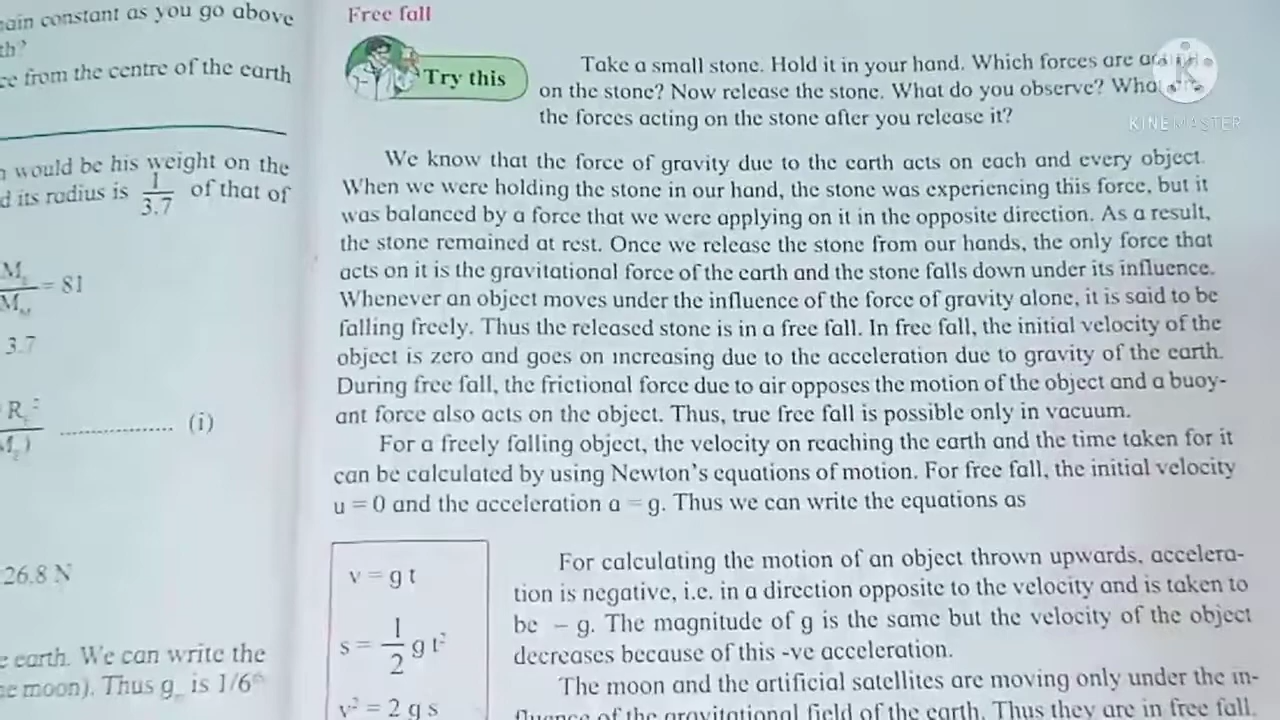 ain constant as you go above
th?
ce from the centre of the earth
would be his weight on the
d its radius is 1/3.7 of that of
= 81
3.7
(i)
26.8 N
e earth. We can write the
e moon). Thus g is 1/6th
Free fall
Try this
Take a small stone. Hold it in your hand. Which forces are
on the stone? Now release the stone. What do you observe?
the forces acting on the stone after you release it?
We know that the force of gravity due to the earth acts on each and every object.
When we were holding the stone in our hand, the stone was experiencing this force, but it
was balanced by a force that we were applying on it in the opposite direction. As a result,
the stone remained at rest. Once we release the stone from our hands, the only force that
acts on it is the gravitational force of the earth and the stone falls down under its influence.
Whenever an object moves under the influence of the force of gravity alone, it is said to be
falling freely. Thus the released stone is in a free fall. In free fall, the initial velocity of the
object is zero and goes on increasing due to the acceleration due to gravity of the earth.
During free fall, the frictional force due to air opposes the motion of the object and a buoy-
ant force also acts on the object. Thus, true free fall is possible only in vacuum.
For a freely falling object, the velocity on reaching the earth and the time taken for it
can be calculated by using Newton's equations of motion. For free fall, the initial velocity
u = 0 and the acceleration a = g. Thus we can write the equations as
v = g t
s = 1/2 g t²
v² = 2 g s
For calculating the motion of an object thrown upwards, accelera-
tion is negative, i.e. in a direction opposite to the velocity and is taken to
be - g. The magnitude of g is the same but the velocity of the object
decreases because of this -ve acceleration.
The moon and the artificial satellites are moving only under the in-
fluence of the gravitational field of the earth. Thus they are in free fall.
K
KINEMASTER